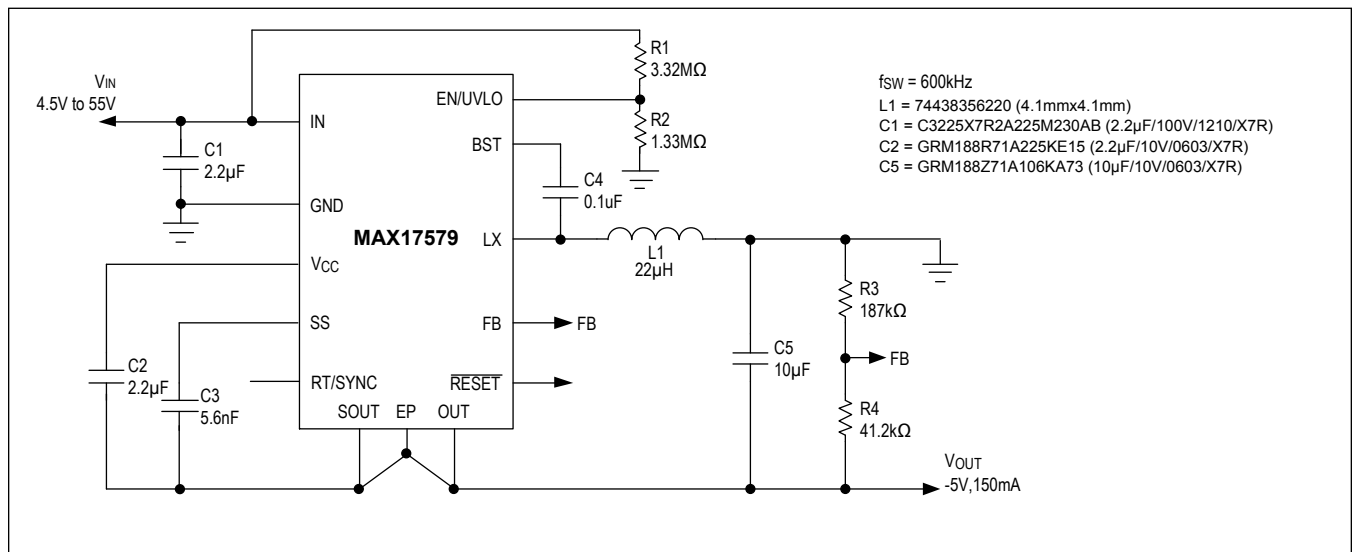 R1
3.32MΩ
VIN
4.5V to 55V
EN/UVLO
IN
R2
1.33MΩ
BST
C1
2.2µF
C4
0.1uF
GND
MAX17579
LX
L1
22µH
VCC
R3
187kΩ
SS
FB
FB
C5
10µF
FB
C2
2.2µF
RT/SYNC
RESET
C3
5.6nF
SOUT EP OUT
R4
41.2kΩ
VOUT
-5V,150mA
fSW = 600kHz
L1 = 74438356220 (4.1mmx4.1mm)
C1 = C3225X7R2A225M230AB (2.2µF/100V/1210/X7R)
C2 = GRM188R71A225KE15 (2.2µF/10V/0603/X7R)
C5 = GRM188Z71A106KA73 (10µF/10V/0603/X7R)